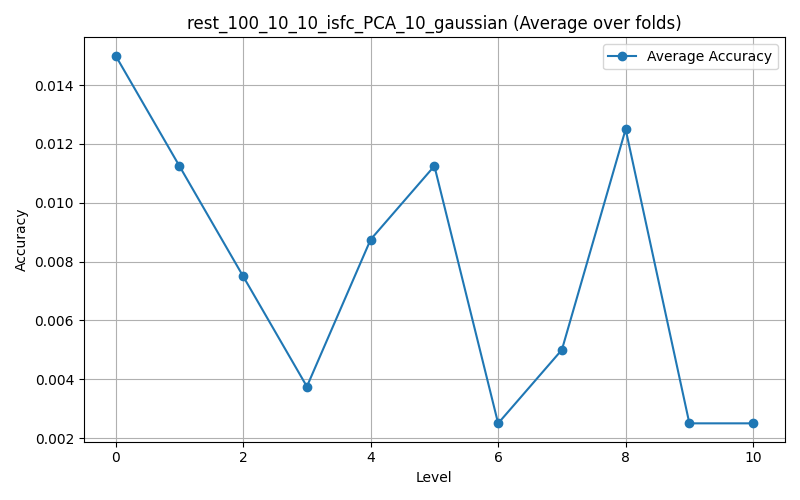 rest_100_10_10_isfc_PCA_10_gaussian (Average over folds)
Average Accuracy
0.014
0.012
0.010
0.008
0.006
0.004
0.002
Accuracy
0 2 4 6 8 10
Level